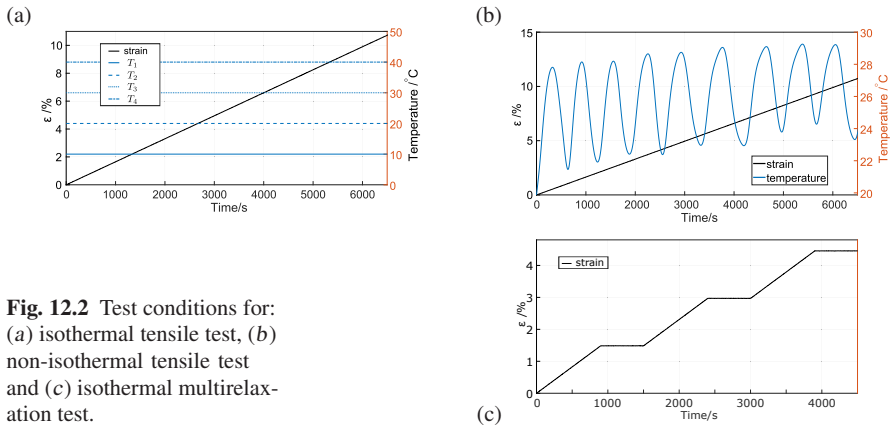 (a)
ε /%
10
8
6
4
2
0
strain
T₁
T₂
T₃
T₄
50
40
30
20
10
0
Temperature /°C
0 1000 2000 3000 4000 5000 6000
Time/s
(b)
ε /%
15
10
5
0
30
28
26
24
22
20
Temperature /°C
strain
temperature
0 1000 2000 3000 4000 5000 6000
Time/s
Fig. 12.2 Test conditions for:
(a) isothermal tensile test, (b)
non-isothermal tensile test
and (c) isothermal multirelax-
ation test.
ε /%
4
3
2
1
0
strain
0 1000 2000 3000 4000
Time/s
(c)